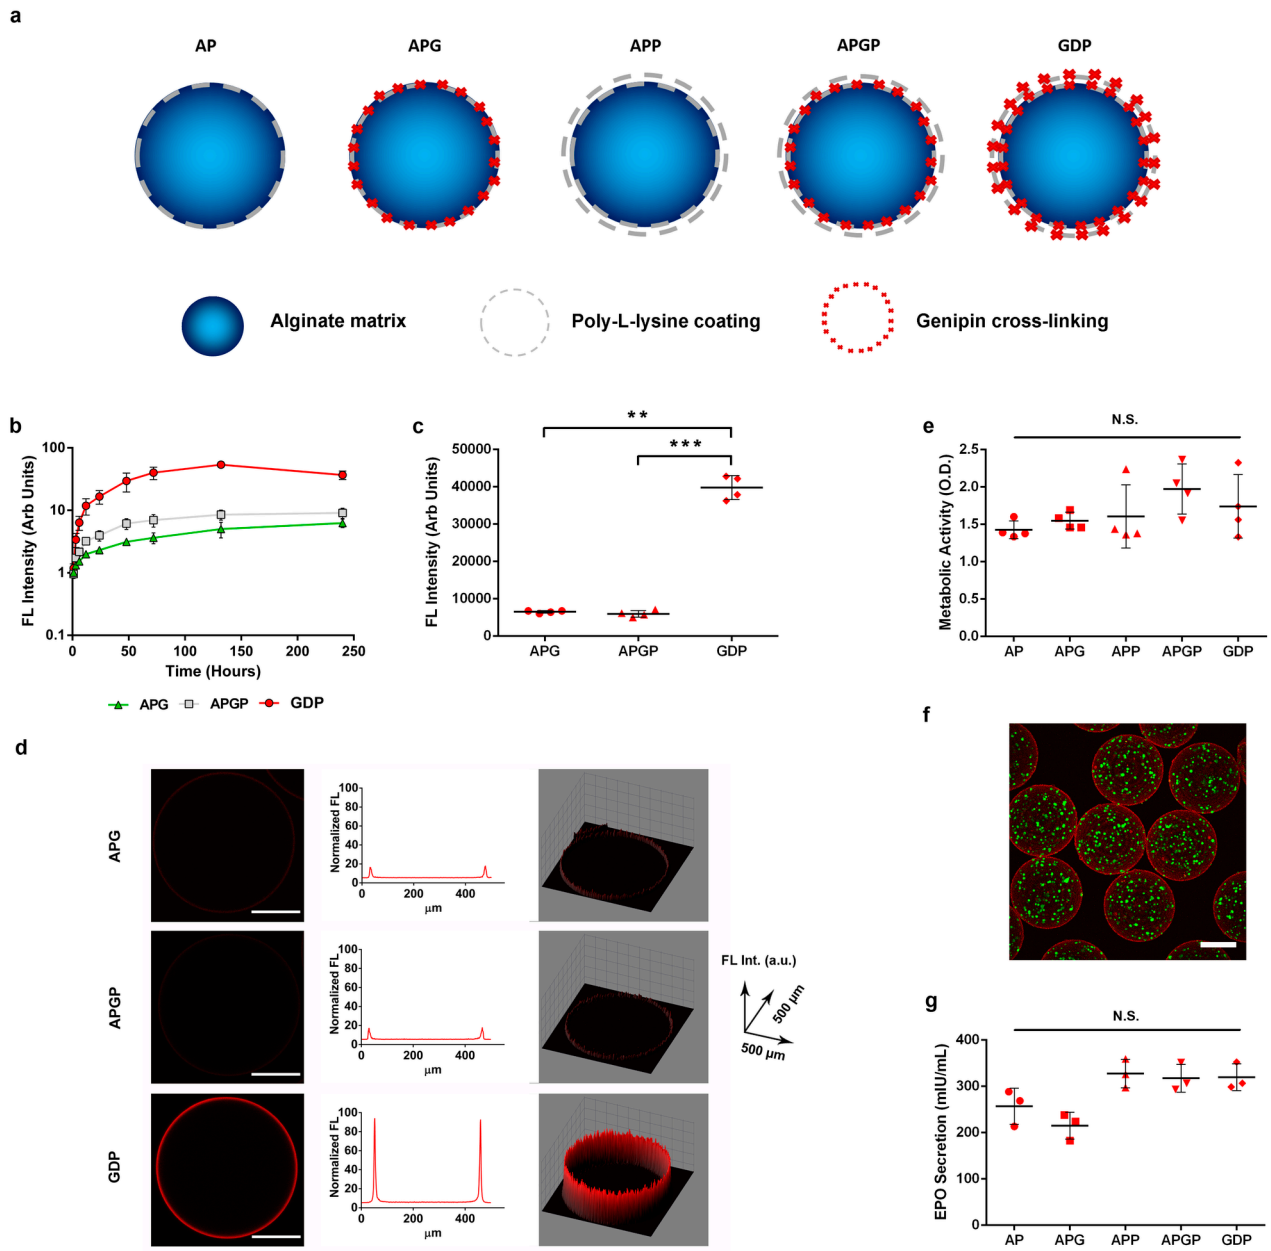 a
AP
APG
APP
APGP
GDP
Alginate matrix
Poly-L-lysine coating
Genipin cross-linking
b
FL Intensity (Arb Units)
100
10
1
0.1
0
50
100
150
200
250
Time (Hours)
APG
APGP
GDP
c
**
***
FL Intensity (Arb Units)
50000
40000
30000
20000
10000
0
APG
APGP
GDP
d
APG
Normalized FL
100
80
60
40
20
0
0
200
400
μm
APGP
Normalized FL
100
80
60
40
20
0
0
200
400
μm
FL Int. (a.u.)
500 μm
500 μm
GDP
Normalized FL
100
80
60
40
20
0
0
200
400
μm
e
N.S.
Metabolic Activity (O.D.)
2.5
2.0
1.5
1.0
0.5
0.0
AP
APG
APP
APGP
GDP
f
g
N.S.
EPO Secretion (mIU/mL)
400
300
200
100
0
AP
APG
APP
APGP
GDP